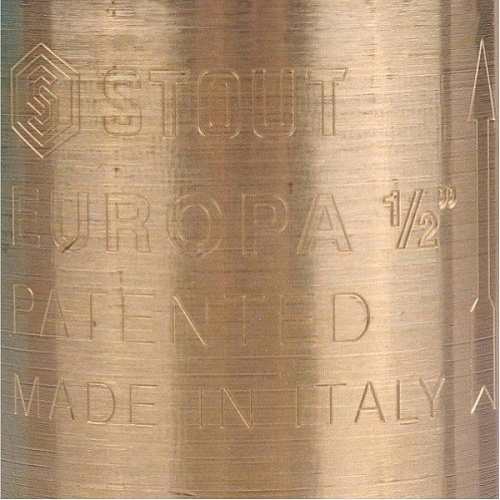 STOUT
EUROPA 1/2"
PATENTED
MADE IN ITALY